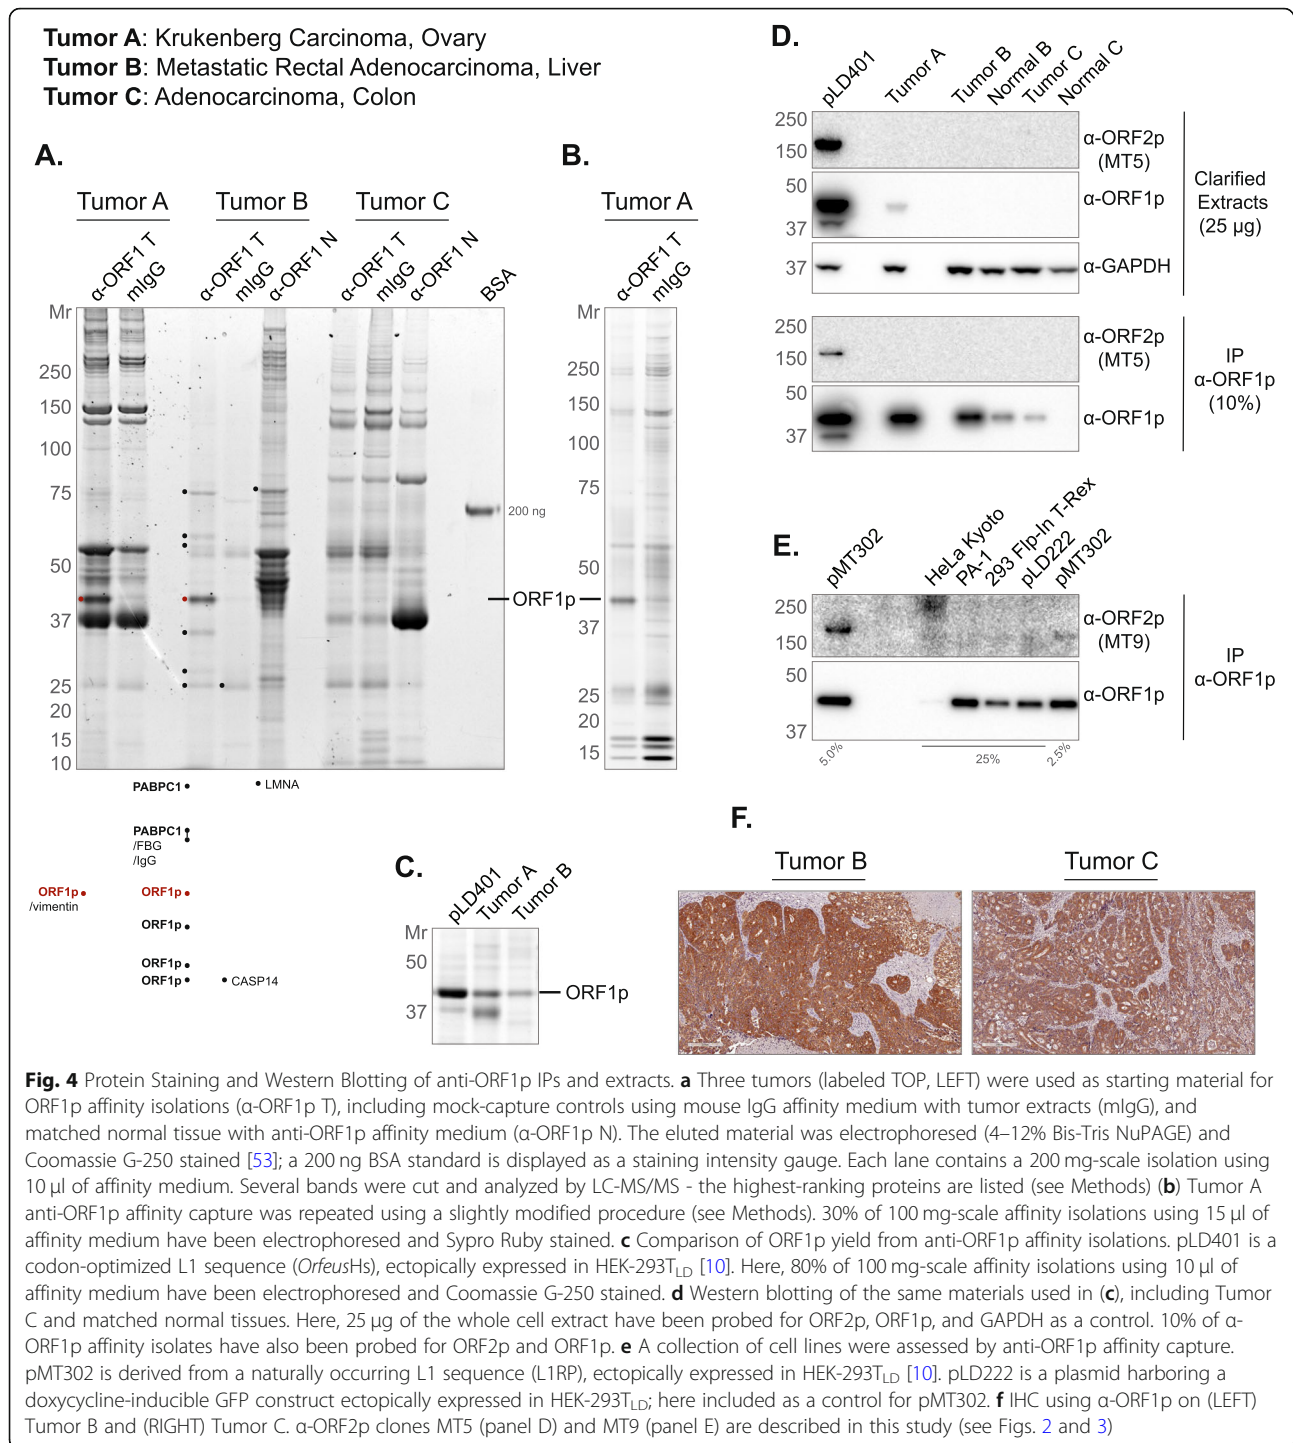 Tumor A: Krukenberg Carcinoma, Ovary
Tumor B: Metastatic Rectal Adenocarcinoma, Liver
Tumor C: Adenocarcinoma, Colon
A.
Tumor A
Tumor B
Tumor C
α-ORF1 T
mIgG
α-ORF1 T
mIgG
α-ORF1 N
α-ORF1 T
mIgG
α-ORF1 N
BSA
Mr
250
150
100
75
50
37
25
20
15
10
200 ng
ORF1p
PABPC1
LMNA
PABPC1
/FBG
/IgG
ORF1p
/vimentin
ORF1p
ORF1p
ORF1p
ORF1p
CASP14
B.
Tumor A
α-ORF1 T
mIgG
Mr
250
150
100
75
50
37
25
20
15
C.
pLD401
Tumor A
Tumor B
Mr
50
37
ORF1p
D.
pLD401
Tumor A
Tumor B
Normal B
Tumor C
Normal C
250
150
α-ORF2p
(MT5)
50
37
α-ORF1p
37
α-GAPDH
Clarified
Extracts
(25 µg)
250
150
α-ORF2p
(MT5)
50
37
α-ORF1p
IP
α-ORF1p
(10%)
E.
pMT302
HeLa Kyoto
PA-1
293 Flp-In T-Rex
pLD222
pMT302
250
150
α-ORF2p
(MT9)
50
37
α-ORF1p
IP
α-ORF1p
5.0%
25%
2.5%
F.
Tumor B
Tumor C
Fig. 4 Protein Staining and Western Blotting of anti-ORF1p IPs and extracts. a Three tumors (labeled TOP, LEFT) were used as starting material for
ORF1p affinity isolations (α-ORF1p T), including mock-capture controls using mouse IgG affinity medium with tumor extracts (mIgG), and
matched normal tissue with anti-ORF1p affinity medium (α-ORF1p N). The eluted material was electrophoresed (4–12% Bis-Tris NuPAGE) and
Coomassie G-250 stained [53]; a 200 ng BSA standard is displayed as a staining intensity gauge. Each lane contains a 200 mg-scale isolation using
10 µl of affinity medium. Several bands were cut and analyzed by LC-MS/MS - the highest-ranking proteins are listed (see Methods) (b) Tumor A
anti-ORF1p affinity capture was repeated using a slightly modified procedure (see Methods). 30% of 100 mg-scale affinity isolations using 15 µl of
affinity medium have been electrophoresed and Sypro Ruby stained. c Comparison of ORF1p yield from anti-ORF1p affinity isolations. pLD401 is a
codon-optimized L1 sequence (OrfeusHs), ectopically expressed in HEK-293TLD [10]. Here, 80% of 100 mg-scale affinity isolations using 10 µl of
affinity medium have been electrophoresed and Coomassie G-250 stained. d Western blotting of the same materials used in (c), including Tumor
C and matched normal tissues. Here, 25 µg of the whole cell extract have been probed for ORF2p, ORF1p, and GAPDH as a control. 10% of α-
ORF1p affinity isolates have also been probed for ORF2p and ORF1p. e A collection of cell lines were assessed by anti-ORF1p affinity capture.
pMT302 is derived from a naturally occurring L1 sequence (L1RP), ectopically expressed in HEK-293TLD [10]. pLD222 is a plasmid harboring a
doxycycline-inducible GFP construct ectopically expressed in HEK-293TLD; here included as a control for pMT302. f IHC using α-ORF1p on (LEFT)
Tumor B and (RIGHT) Tumor C. α-ORF2p clones MT5 (panel D) and MT9 (panel E) are described in this study (see Figs. 2 and 3)